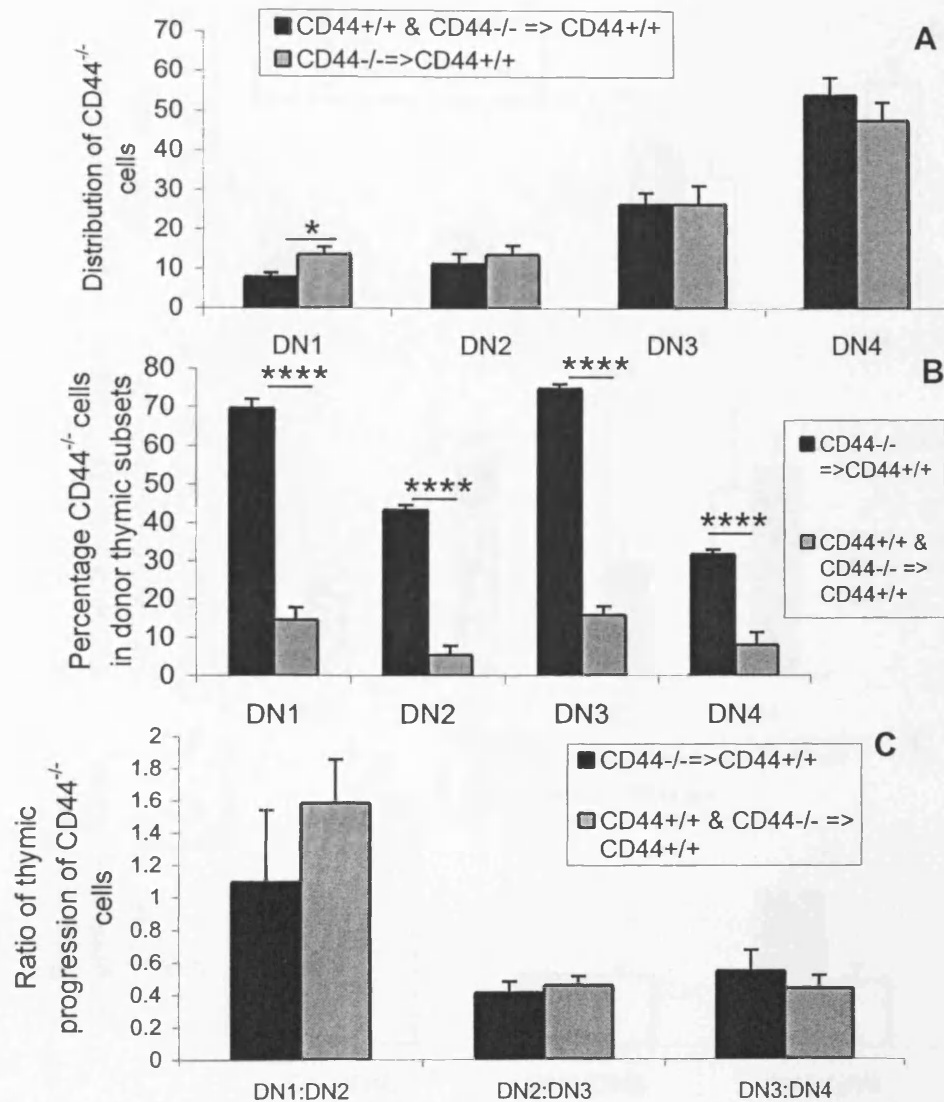 CD44+/+ & CD44-/- => CD44+/+
CD44-/-=>CD44+/+
A
Distribution of CD44-/-
cells
70
60
50
40
30
20
10
0
*
DN1 DN2 DN3 DN4
B
Percentage CD44-/- cells
in donor thymic subsets
80
70
60
50
40
30
20
10
0
**** **** **** ****
CD44-/-
=>CD44+/+
CD44+/+ &
CD44-/- =>
CD44+/+
DN1 DN2 DN3 DN4
C
Ratio of thymic
progression of CD44-/-
cells
2
1.8
1.6
1.4
1.2
1
0.8
0.6
0.4
0.2
0
CD44-/-=>CD44+/+
CD44+/+ & CD44-/- =>
CD44+/+
DN1:DN2 DN2:DN3 DN3:DN4